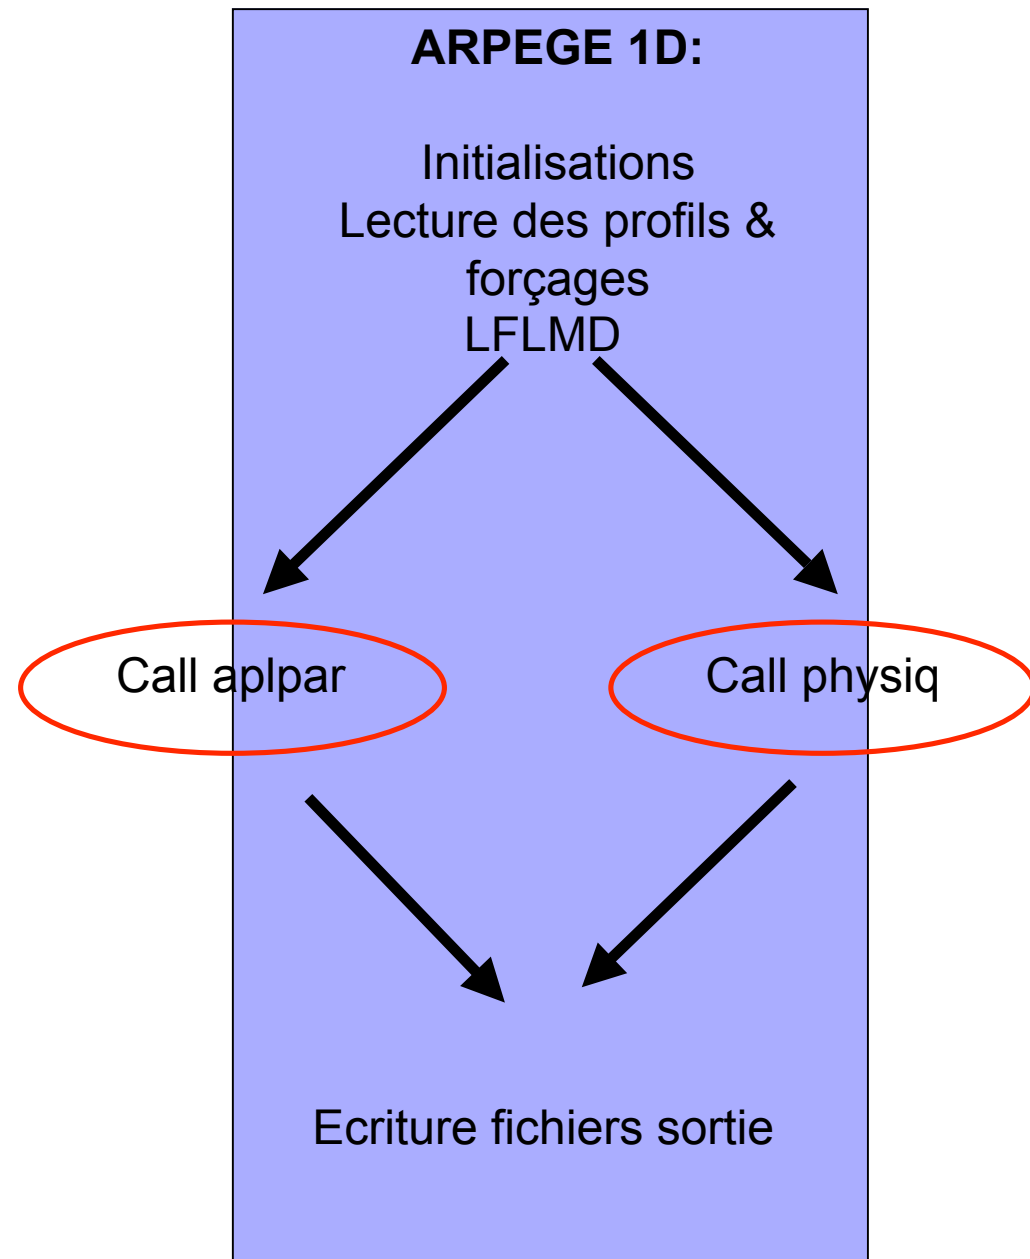 ARPEGE 1D:
Initialisations
Lecture des profils &
forçages
LFLMD
Call aplpar
Call physiq
Ecriture fichiers sortie